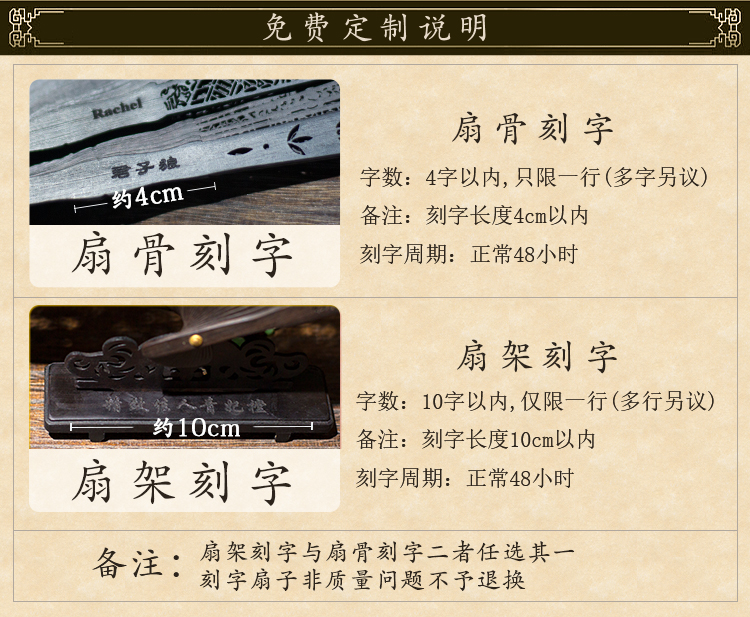 免费定制说明
Rachel
君子狼
约4cm
扇骨刻字
扇骨刻字
字数：4字以内,只限一行(多字另议)
备注：刻字长度4cm以内
刻字周期：正常48小时
约10cm
扇架刻字
扇架刻字
字数：10字以内,仅限一行(多行另议)
备注：刻字长度10cm以内
刻字周期：正常48小时
备注：
扇架刻字与扇骨刻字二者任选其一
刻字扇子非质量问题不予退换